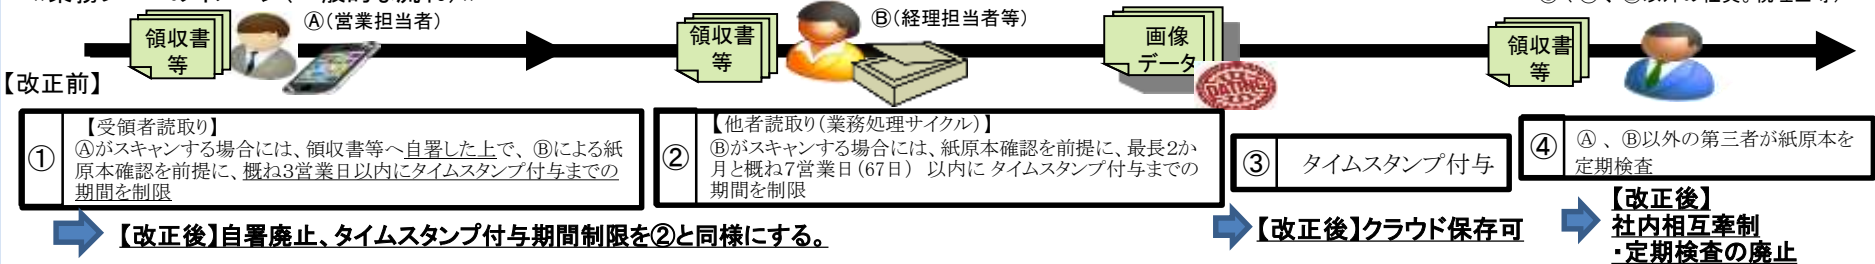 Ⓐ(営業担当者)
Ⓑ(経理担当者等)
領収書
等
領収書
等
画像
データ
DATING
領収書
等
【改正前】
①
【受領者読取り】
Ⓐがスキャンする場合には、領収書等へ自署した上で、Ⓑによる紙
原本確認を前提に、概ね3営業日以内にタイムスタンプ付与までの
期間を制限
②
【他者読取り(業務処理サイクル)】
Ⓑがスキャンする場合には、紙原本確認を前提に、最長2か
月と概ね7営業日(67日) 以内に タイムスタンプ付与までの
期間を制限
③
タイムスタンプ付与
④
Ⓐ、Ⓑ以外の第三者が紙原本を
定期検査
【改正後】自署廃止、タイムスタンプ付与期間制限を②と同様にする。
【改正後】クラウド保存可
【改正後】
社内相互牽制
・定期検査の廃止